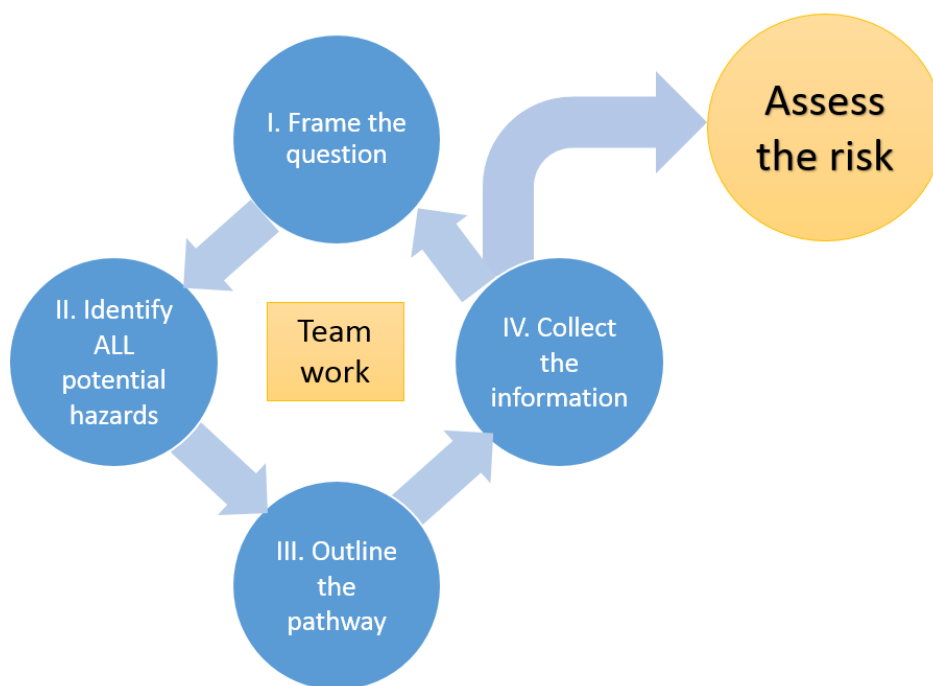 I. Frame the
question
Assess
the risk
II. Identify
ALL
potential
hazards
Team
work
IV. Collect
the
information
III. Outline
the
pathway